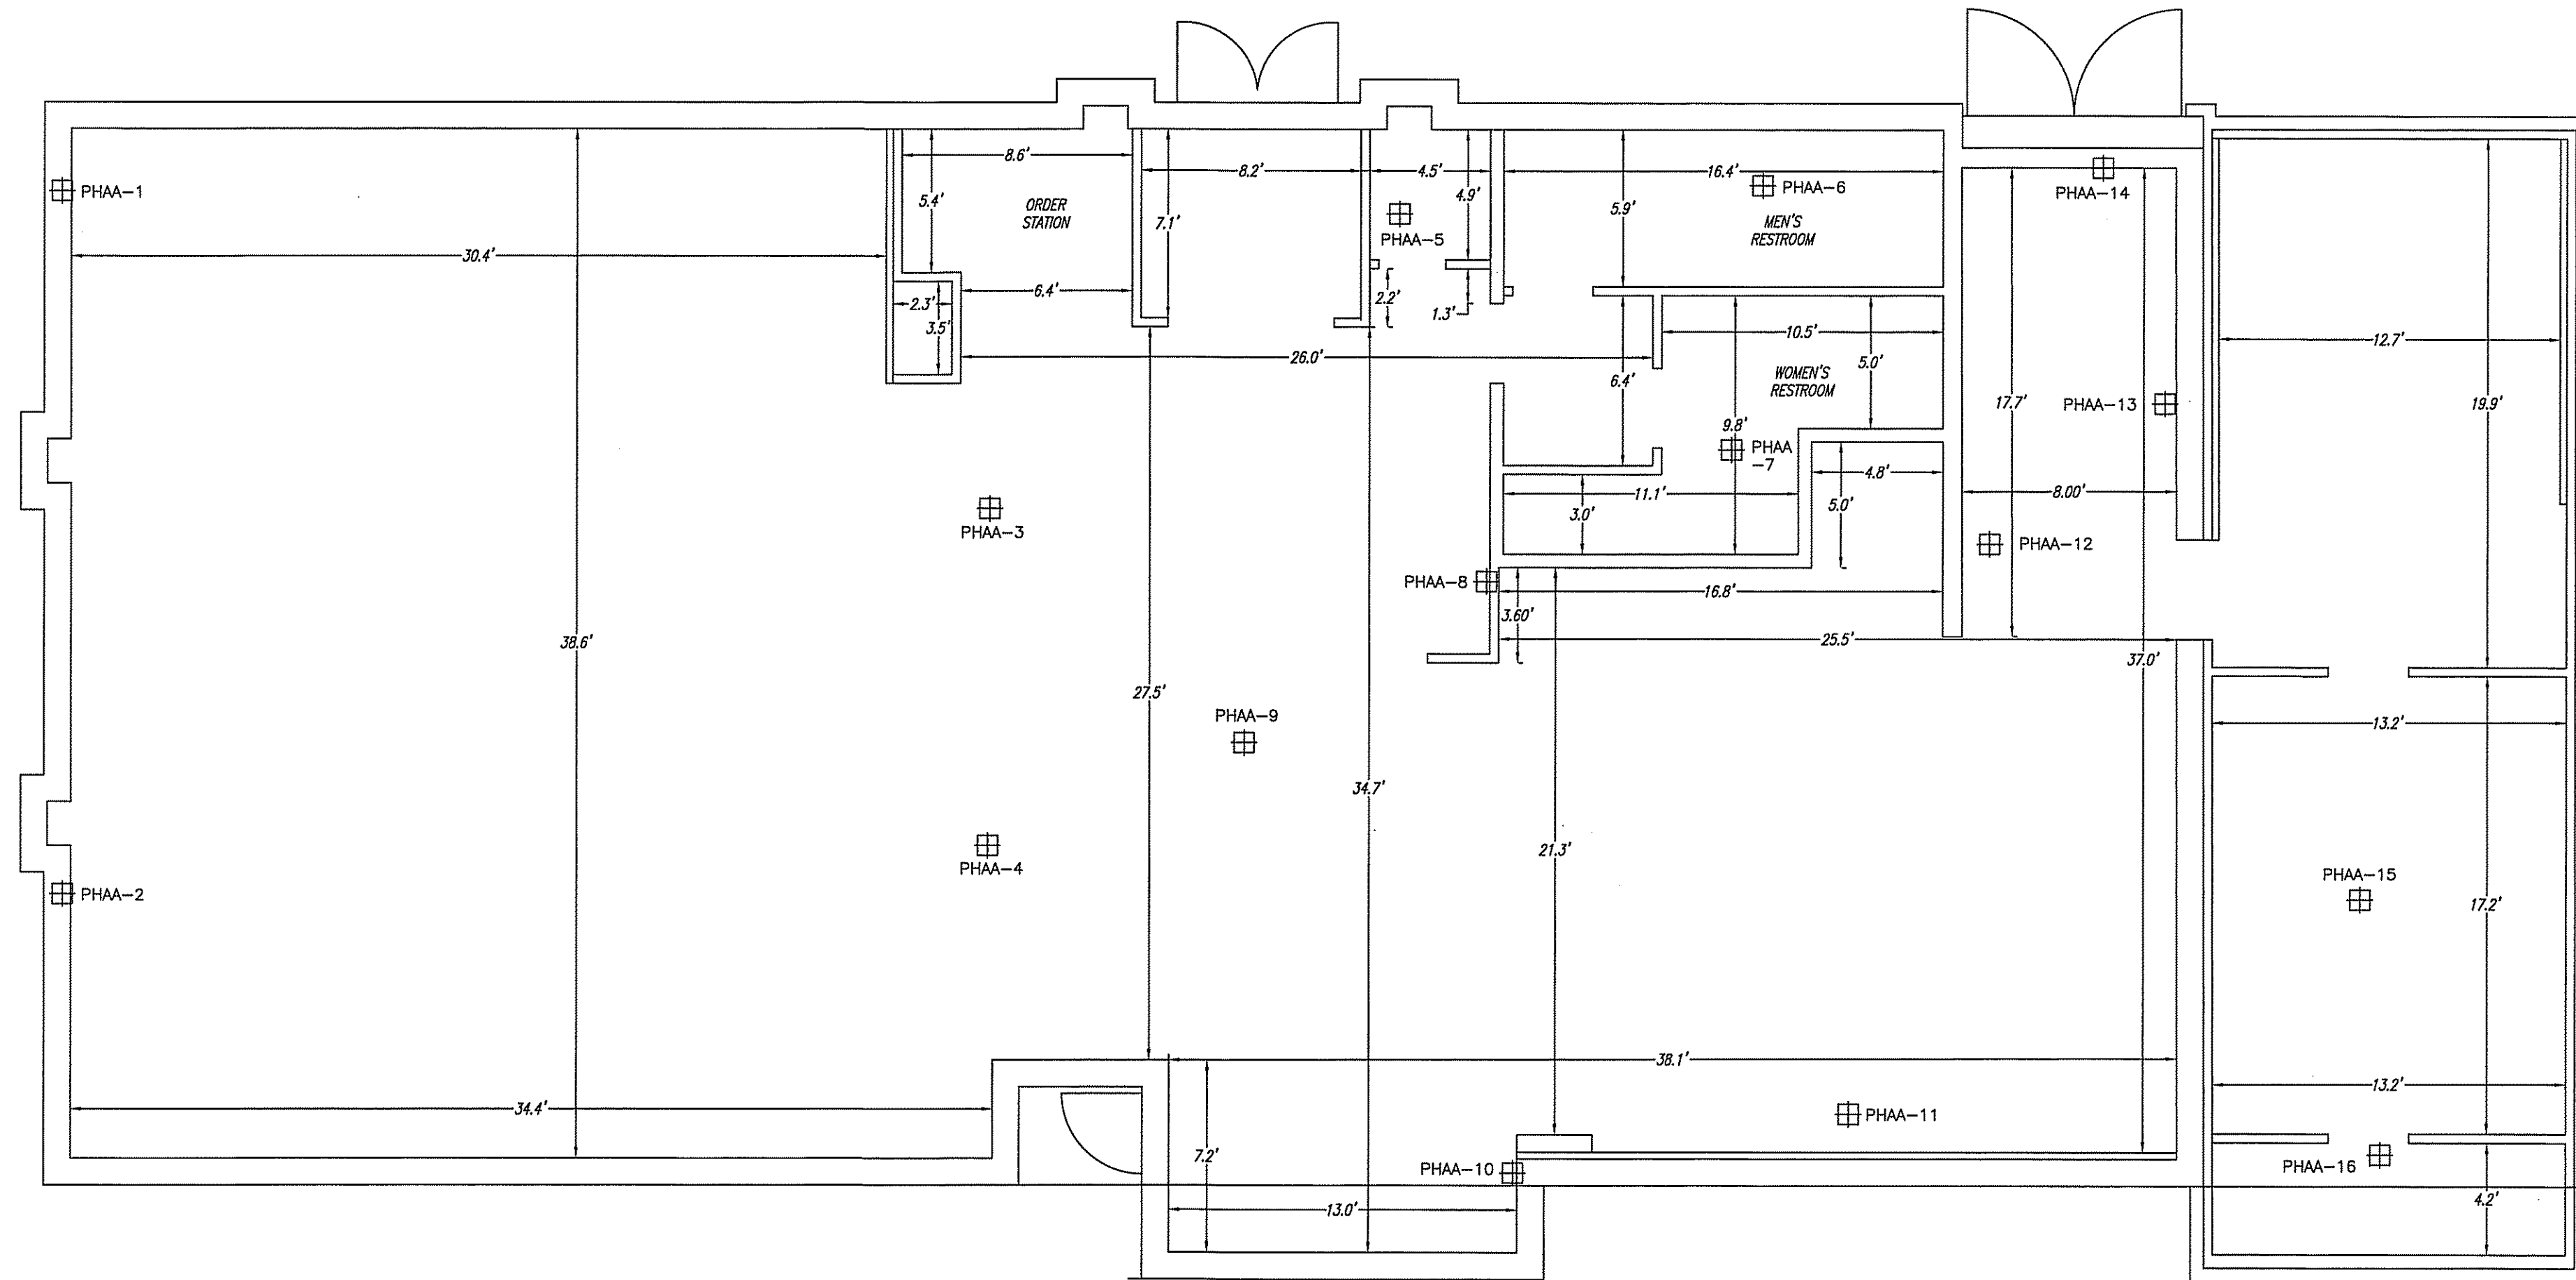 8.6'
8.2'
4.5'
16.4'
PHAA-6
PHAA-1
PHAA-14
5.4'
ORDER
STATION
7.1'
4.9'
5.9'
MEN'S
RESTROOM
PHAA-5
30.4'
6.4'
2.3'
3.5'
2.2'
1.3'
10.5'
12.7'
26.0'
5.0'
6.4'
WOMEN'S
RESTROOM
17.7'
PHAA-13
19.9'
9.8'
PHAA
-7
4.8'
11.1'
8.00'
5.0'
3.0'
PHAA-3
PHAA-12
PHAA-8
16.8'
3.60'
38.6'
25.5'
37.0'
27.5'
PHAA-9
13.2'
34.7'
21.3'
PHAA-4
PHAA-15
PHAA-2
17.2'
38.1'
13.2'
34.4'
PHAA-11
7.2'
PHAA-10
PHAA-16
4.2'
13.0'